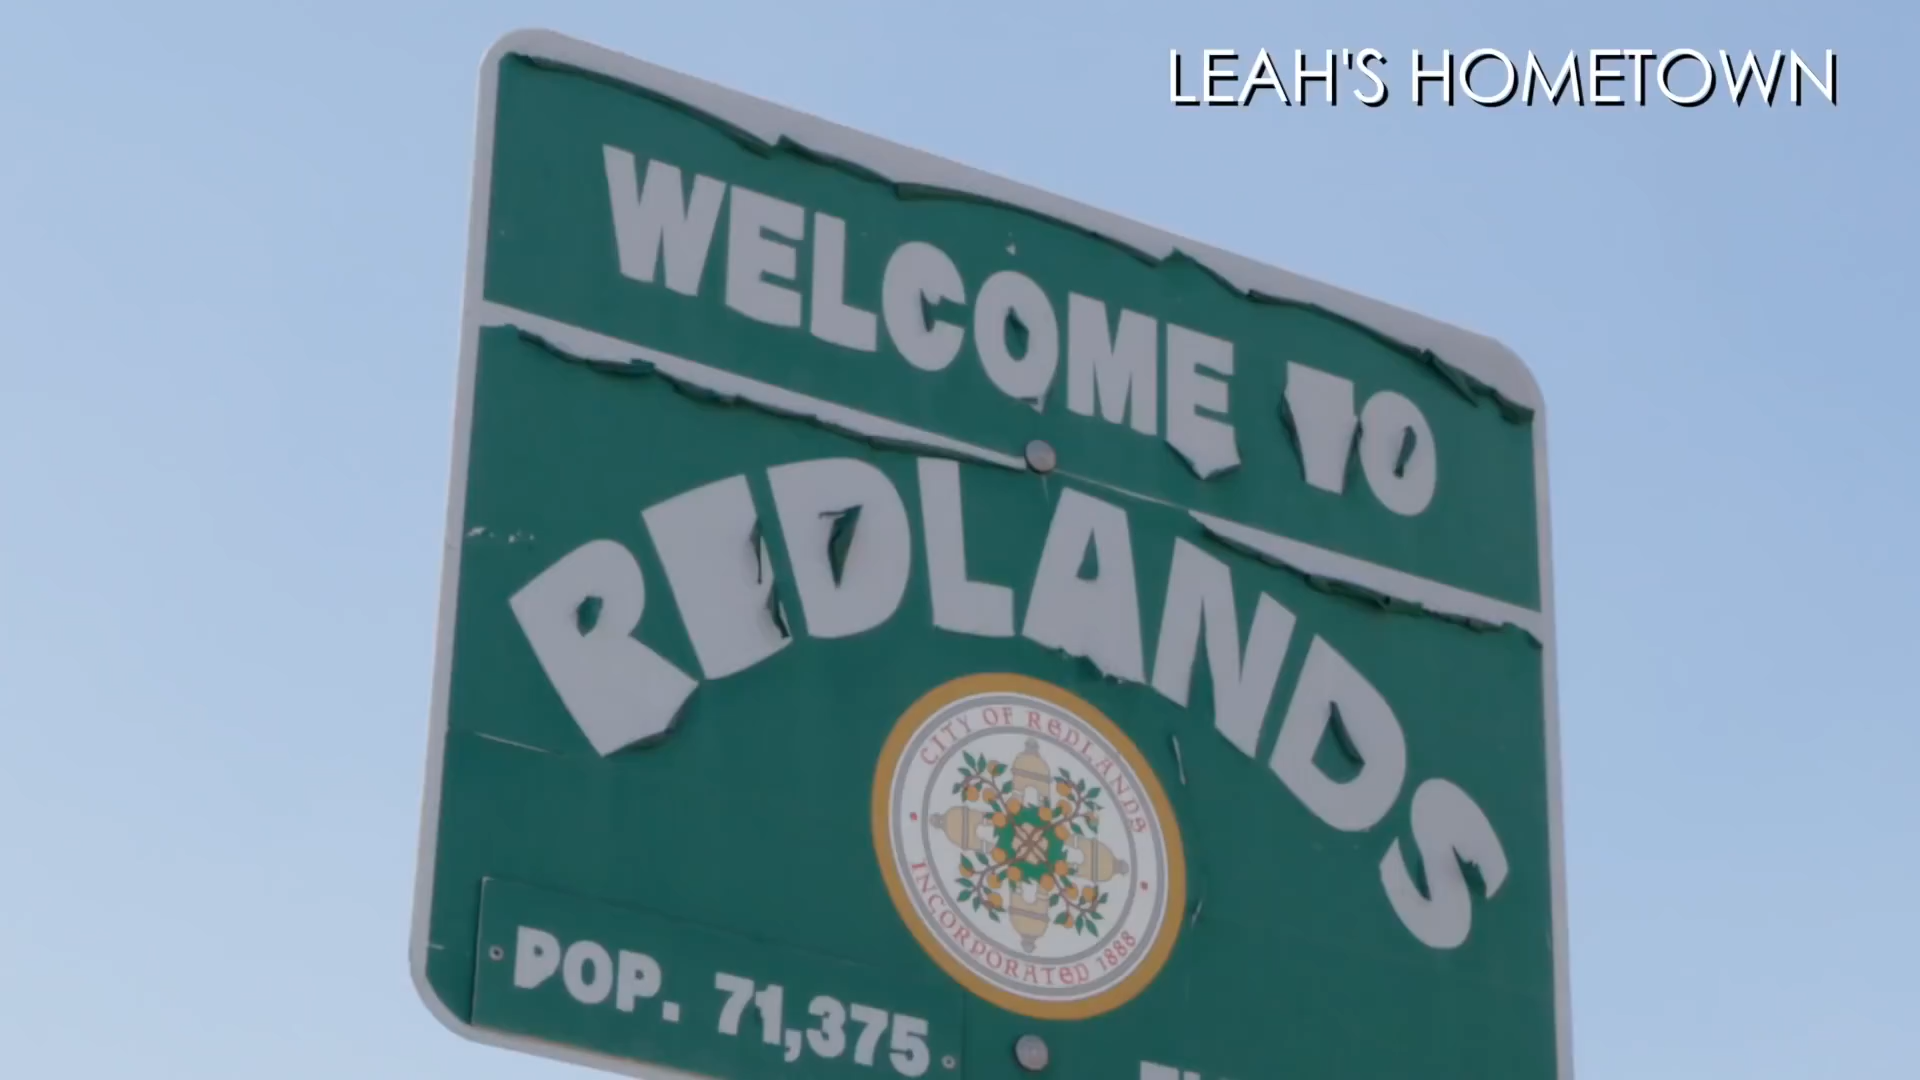 LEAH'S HOMETOWN
WELCOME TO
REDLANDS
CITY OF REDLANDS
INCORPORATED 1888
POP. 71,375